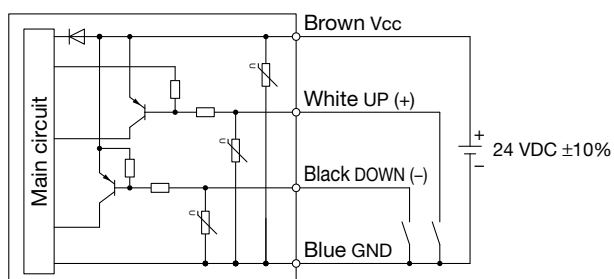 Brown Vcc
White UP (+)
Main circuit
+
24 VDC ±10%
−
Black DOWN (−)
Blue GND